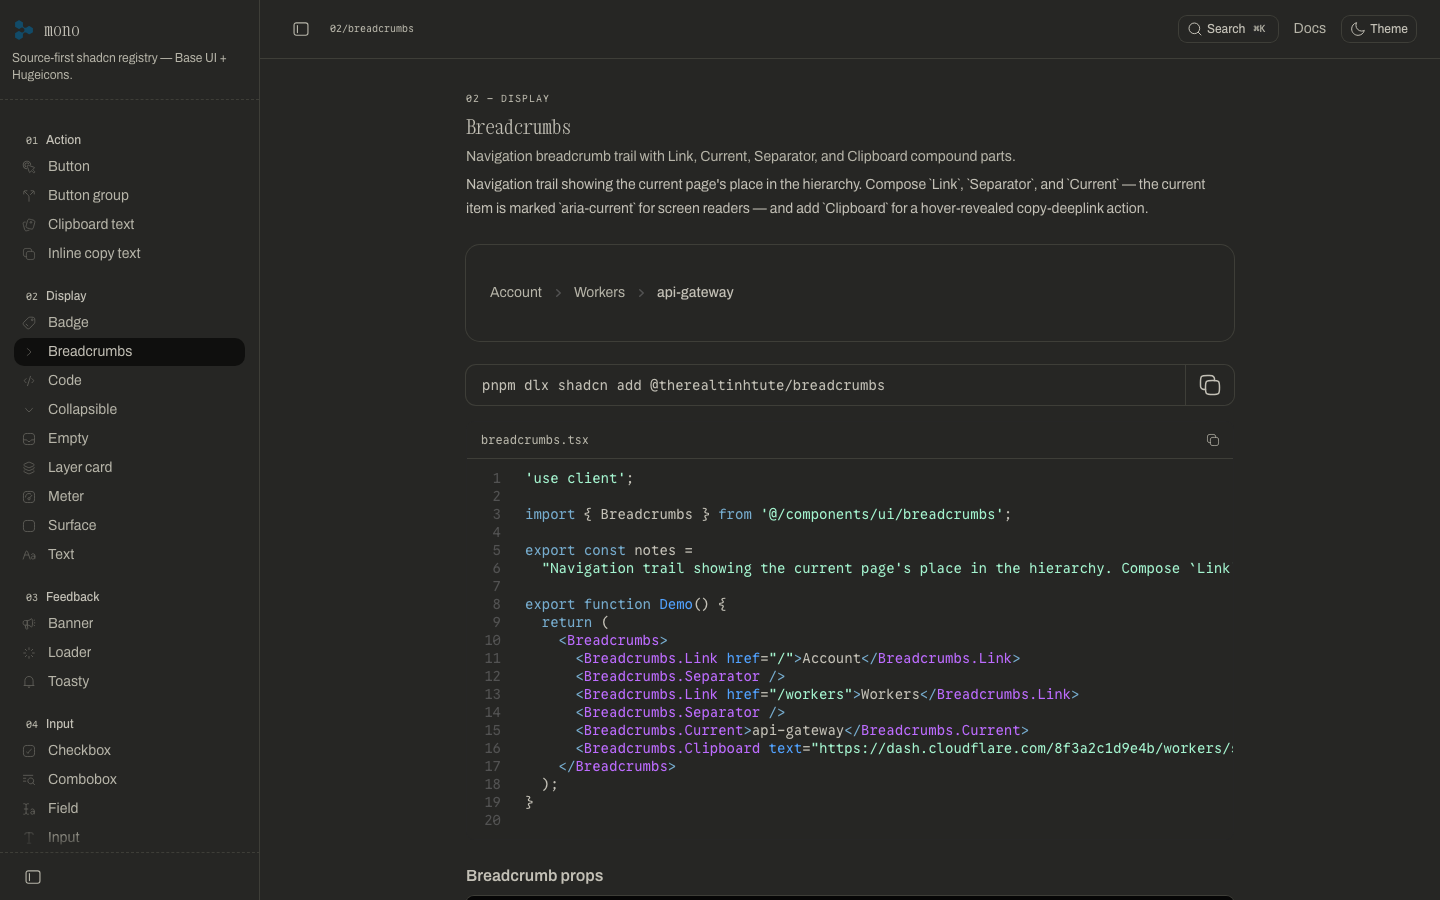 mono
Source-first shadcn registry — Base UI +
Hugeicons.
01 Action
Button
Button group
Clipboard text
Inline copy text
02 Display
Badge
Breadcrumbs
Code
Collapsible
Empty
Layer card
Meter
Surface
Text
03 Feedback
Banner
Loader
Toasty
04 Input
Checkbox
Combobox
Field
Input
02/breadcrumbs
Search ⌘K
Docs
Theme
02 — DISPLAY
Breadcrumbs
Navigation breadcrumb trail with Link, Current, Separator, and Clipboard compound parts.
Navigation trail showing the current page's place in the hierarchy. Compose `Link`, `Separator`, and `Current` — the current
item is marked `aria-current` for screen readers — and add `Clipboard` for a hover-revealed copy-deeplink action.
Account > Workers > api-gateway
pnpm dlx shadcn add @therealtinhtute/breadcrumbs
breadcrumbs.tsx
1 'use client';
2
3 import { Breadcrumbs } from '@/components/ui/breadcrumbs';
4
5 export const notes =
6 "Navigation trail showing the current page's place in the hierarchy. Compose `Link
7
8 export function Demo() {
9 return (
10 <Breadcrumbs>
11 <Breadcrumbs.Link href="/">Account</Breadcrumbs.Link>
12 <Breadcrumbs.Separator />
13 <Breadcrumbs.Link href="/workers">Workers</Breadcrumbs.Link>
14 <Breadcrumbs.Separator />
15 <Breadcrumbs.Current>api-gateway</Breadcrumbs.Current>
16 <Breadcrumbs.Clipboard text="https://dash.cloudflare.com/8f3a2c1d9e4b/workers/s
17 </Breadcrumbs>
18 );
19 }
20
Breadcrumb props